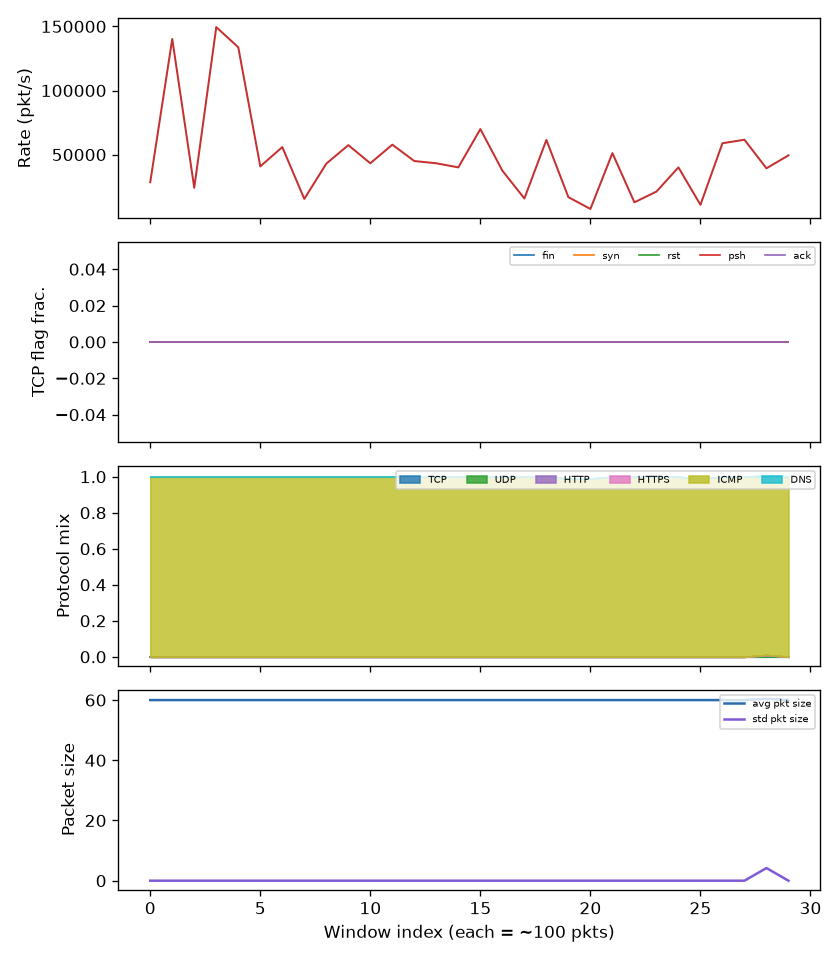 150000
100000
50000
Rate (pkt/s)
fin syn rst psh ack
0.04
0.02
0.00
−0.02
−0.04
TCP flag frac.
TCP UDP HTTP HTTPS ICMP DNS
1.0
0.8
0.6
0.4
0.2
0.0
Protocol mix
avg pkt size
std pkt size
60
40
20
0
Packet size
0 5 10 15 20 25 30
Window index (each = ~100 pkts)